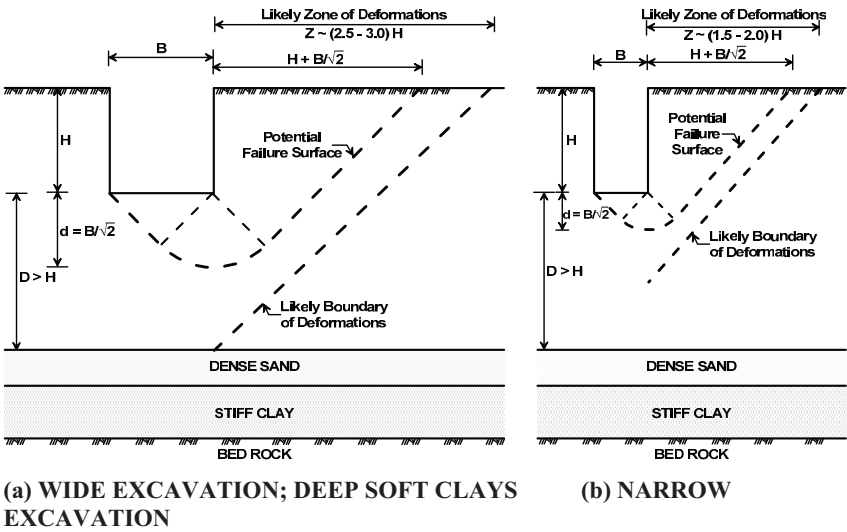 Likely Zone of Deformations
Z ~ (2.5 - 3.0) H
B
H + B/√2
H
Potential
Failure Surface
d = B/√2
D > H
Likely Boundary
of Deformations
DENSE SAND
STIFF CLAY
BED ROCK
Likely Zone of Deformations
Z ~ (1.5 - 2.0) H
B
H + B/√2
H
Potential
Failure
Surface
d = B/√2
D > H
Likely Boundary
of Deformations
DENSE SAND
STIFF CLAY
BED ROCK
(a) WIDE EXCAVATION; DEEP SOFT CLAYS (b) NARROW
EXCAVATION